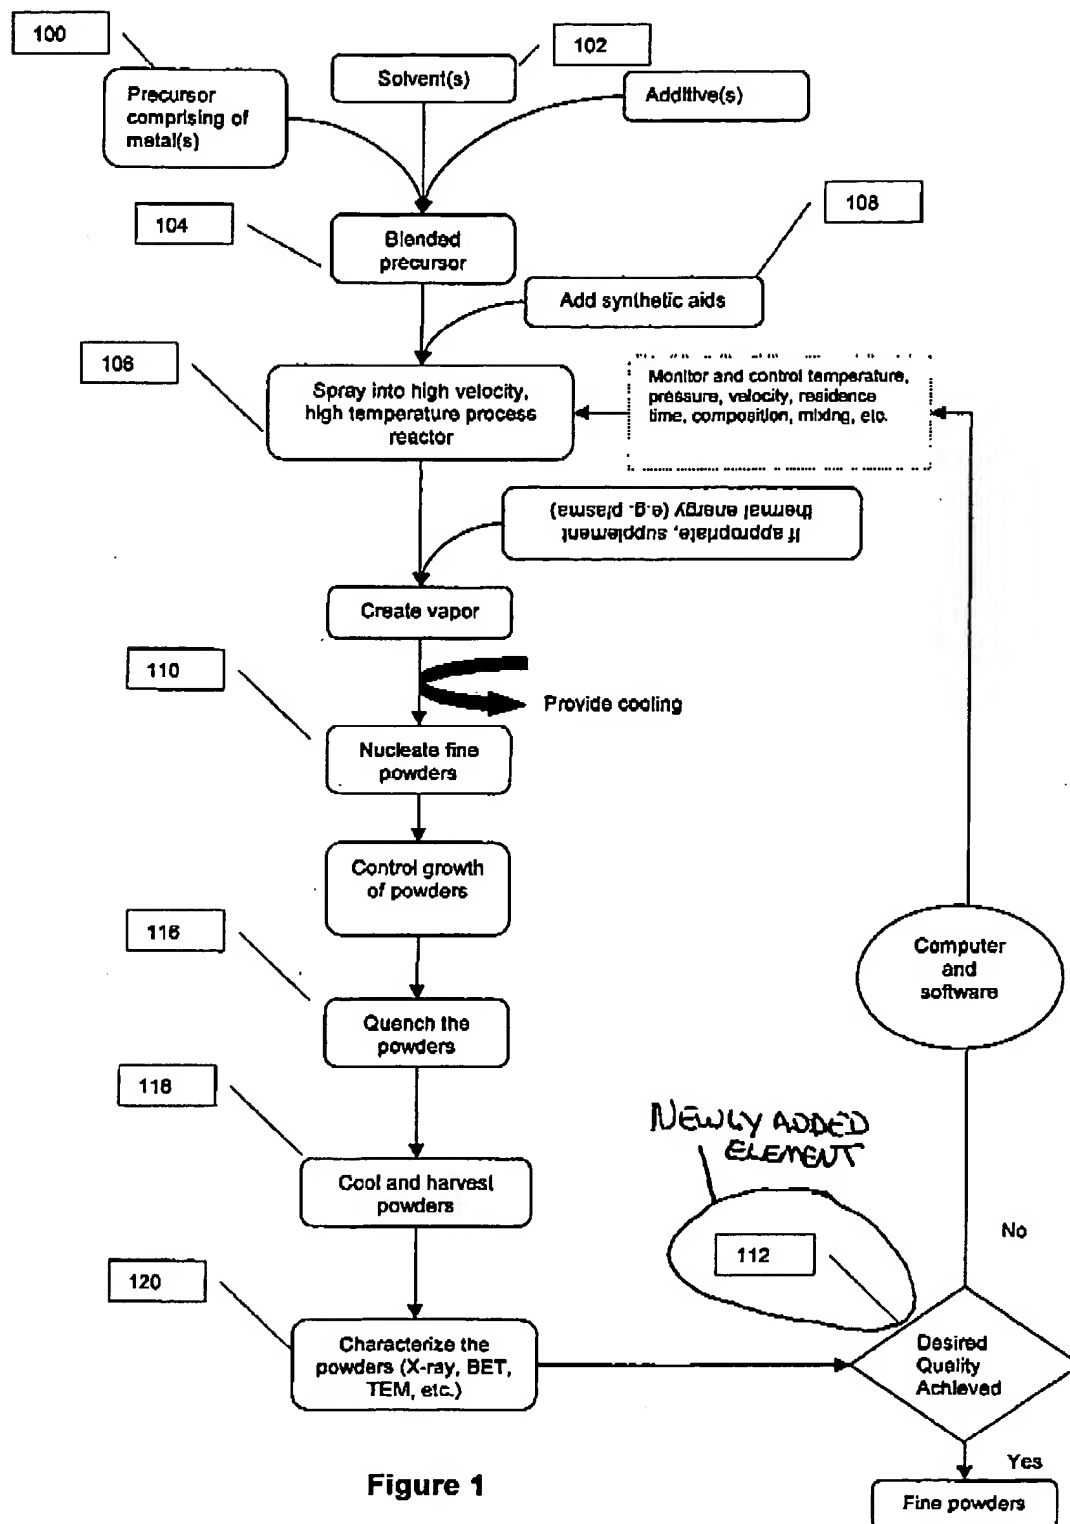 100
102
Solvent(s)
Precursor
comprising of
metal(s)
Additive(s)
104
108
Blended
precursor
Add synthetic aids
106
Spray into high velocity,
high temperature process
reactor
Monitor and control temperature,
pressure, velocity, residence
time, composition, mixing, etc.
If appropriate, supplement
thermal energy (e.g. plasma)
Create vapor
110
Provide cooling
Nucleate fine
powders
Control growth
of powders
116
Computer
and
software
Quench the
powders
118
NEWLY ADDED
ELEMENT
Cool and harvest
powders
112
No
120
Characterize the
powders (X-ray, BET,
TEM, etc.)
Desired
Quality
Achieved
Yes
Figure 1
Fine powders